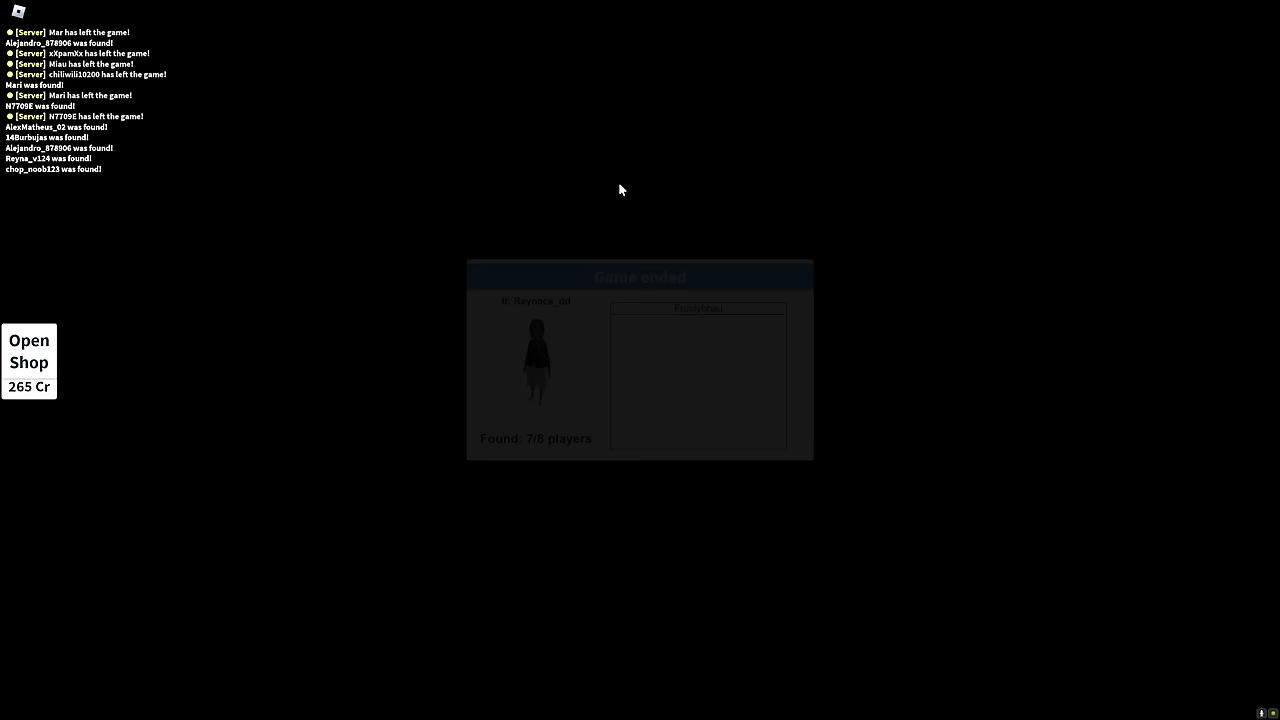 [Server] Mar has left the game!
Alejandro_878906 was found!
[Server] xXpamXx has left the game!
[Server] Miau has left the game!
[Server] chiliwili10200 has left the game!
Mari was found!
[Server] Mari has left the game!
N7709E was found!
[Server] N7709E has left the game!
AlexMatheus_02 was found!
14Burbujas was found!
Alejandro_878906 was found!
Reyna_v124 was found!
chop_noob123 was found!
Game ended
Found: 7/8 players
Open
Shop
265 Cr